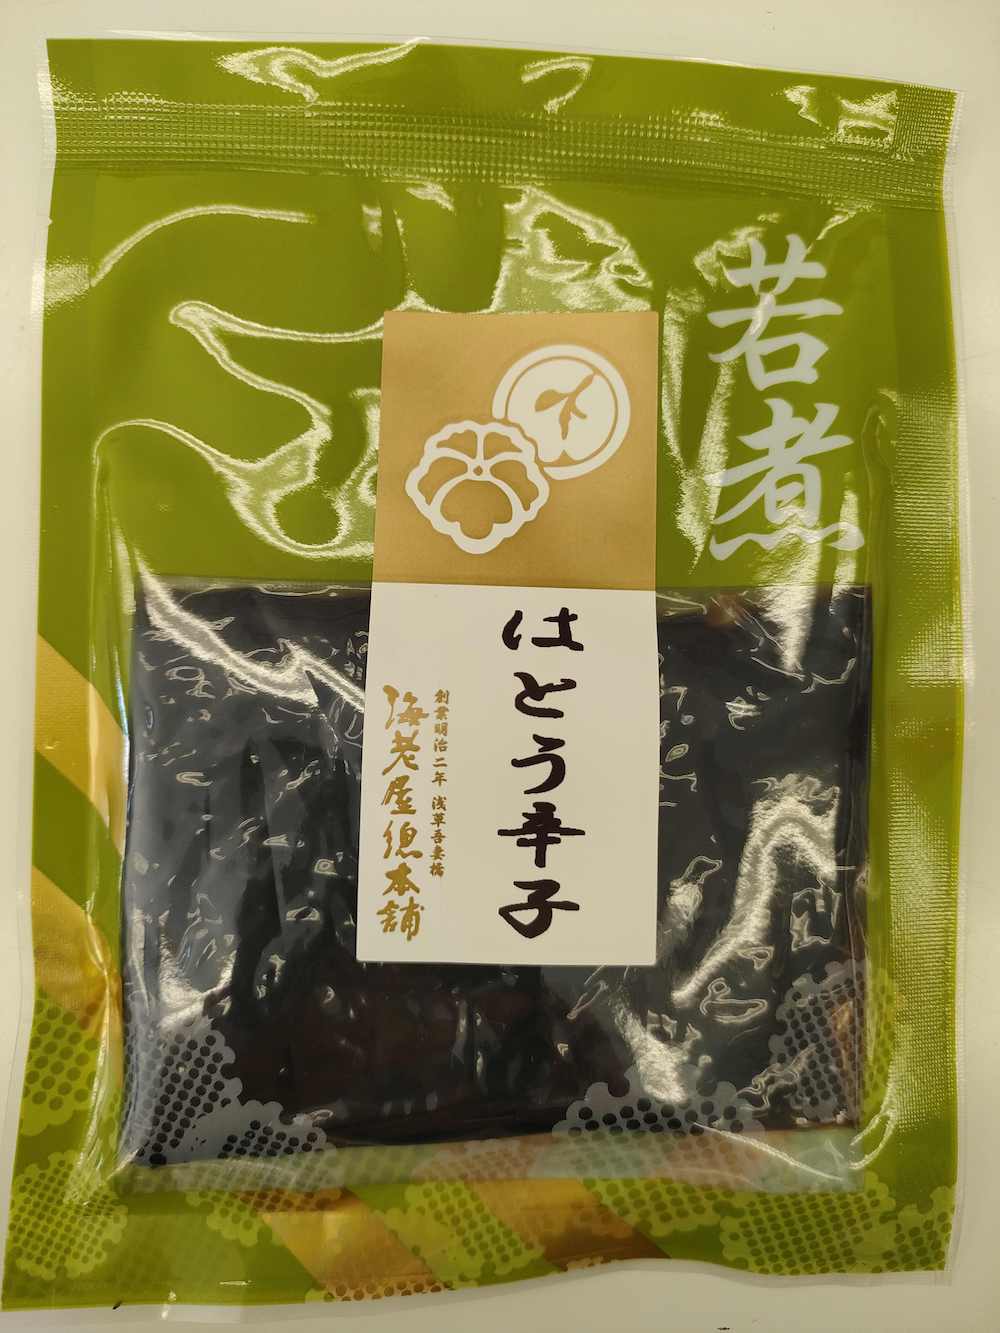 若煮
はとう辛子
創業明治二年 浅草吾妻橋
海老屋總本舗